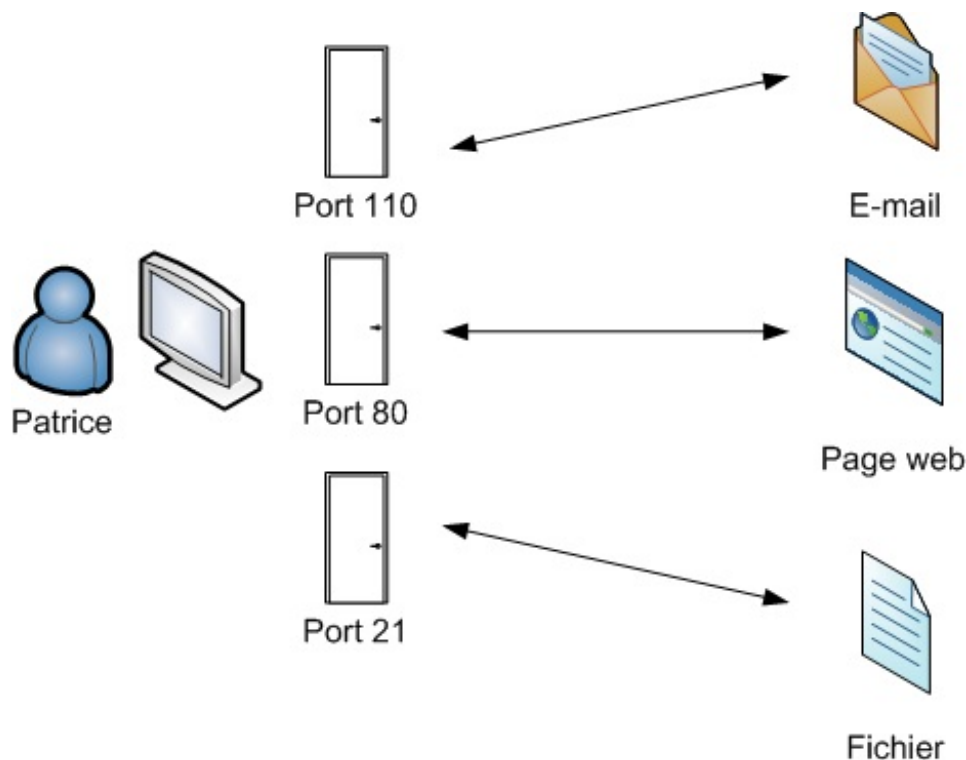 Port 110
E-mail
Patrice
Port 80
Page web
Port 21
Fichier